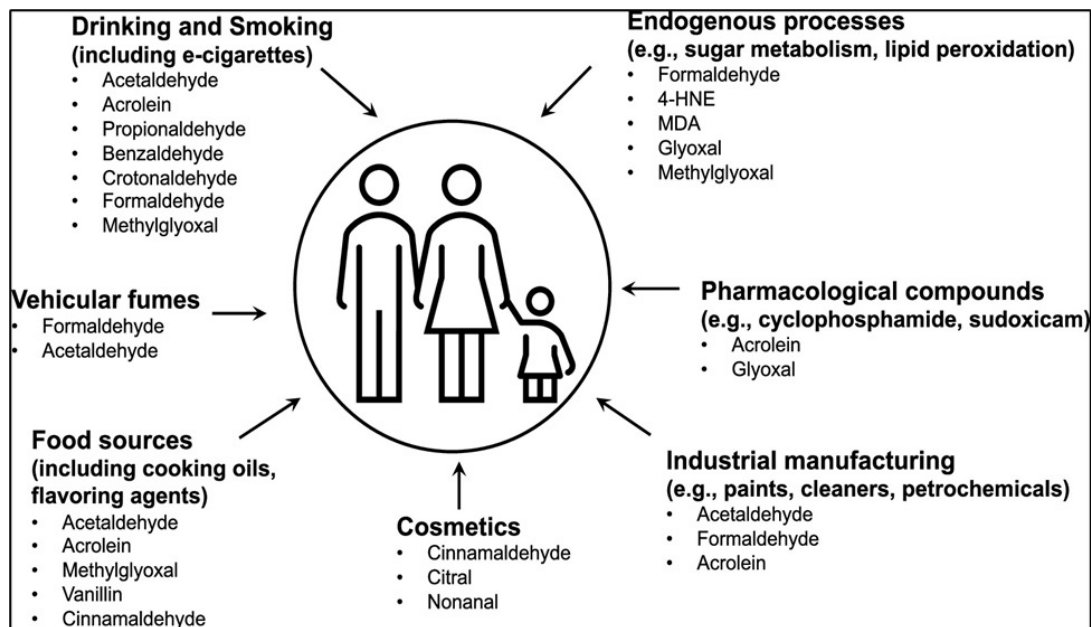 Drinking and Smoking
(including e-cigarettes)
• Acetaldehyde
• Acrolein
• Propionaldehyde
• Benzaldehyde
• Crotonaldehyde
• Formaldehyde
• Methylglyoxal
Endogenous processes
(e.g., sugar metabolism, lipid peroxidation)
• Formaldehyde
• 4-HNE
• MDA
• Glyoxal
• Methylglyoxal
Vehicular fumes
• Formaldehyde
• Acetaldehyde
Pharmacological compounds
(e.g., cyclophosphamide, sudoxicam)
• Acrolein
• Glyoxal
Food sources
(including cooking oils,
flavoring agents)
• Acetaldehyde
• Acrolein
• Methylglyoxal
• Vanillin
• Cinnamaldehyde
Cosmetics
• Cinnamaldehyde
• Citral
• Nonanal
Industrial manufacturing
(e.g., paints, cleaners, petrochemicals)
• Acetaldehyde
• Formaldehyde
• Acrolein